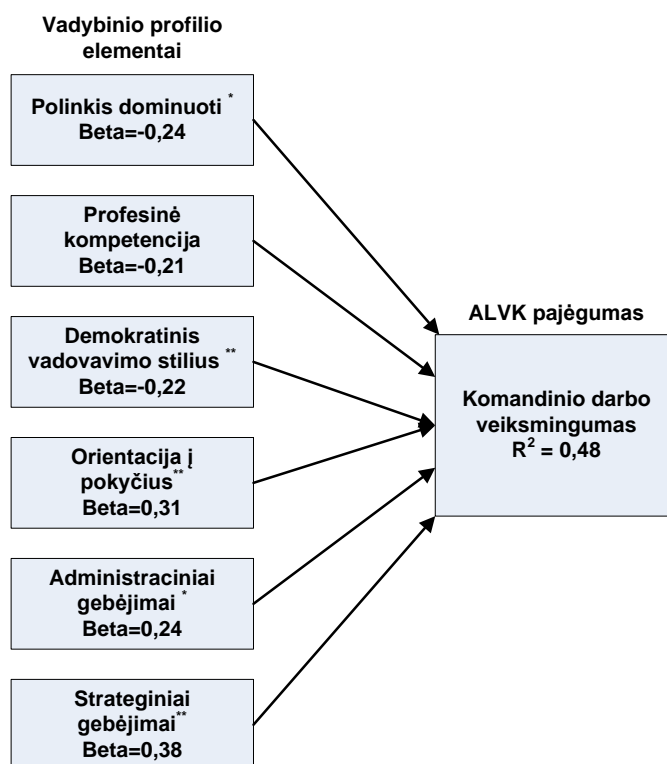 Vadybinio profilio
elementai
Polinkis dominuoti *
Beta=-0,24
Profesinė
kompetencija
Beta=-0,21
Demokratinis
vadovavimo stilius **
Beta=-0,22
Orientacija į
pokyčius**
Beta=0,31
Administraciniai
gebėjimai *
Beta=0,24
Strateginiai
gebėjimai**
Beta=0,38
ALVK pajėgumas
Komandinio darbo
veiksmingumas
R² = 0,48